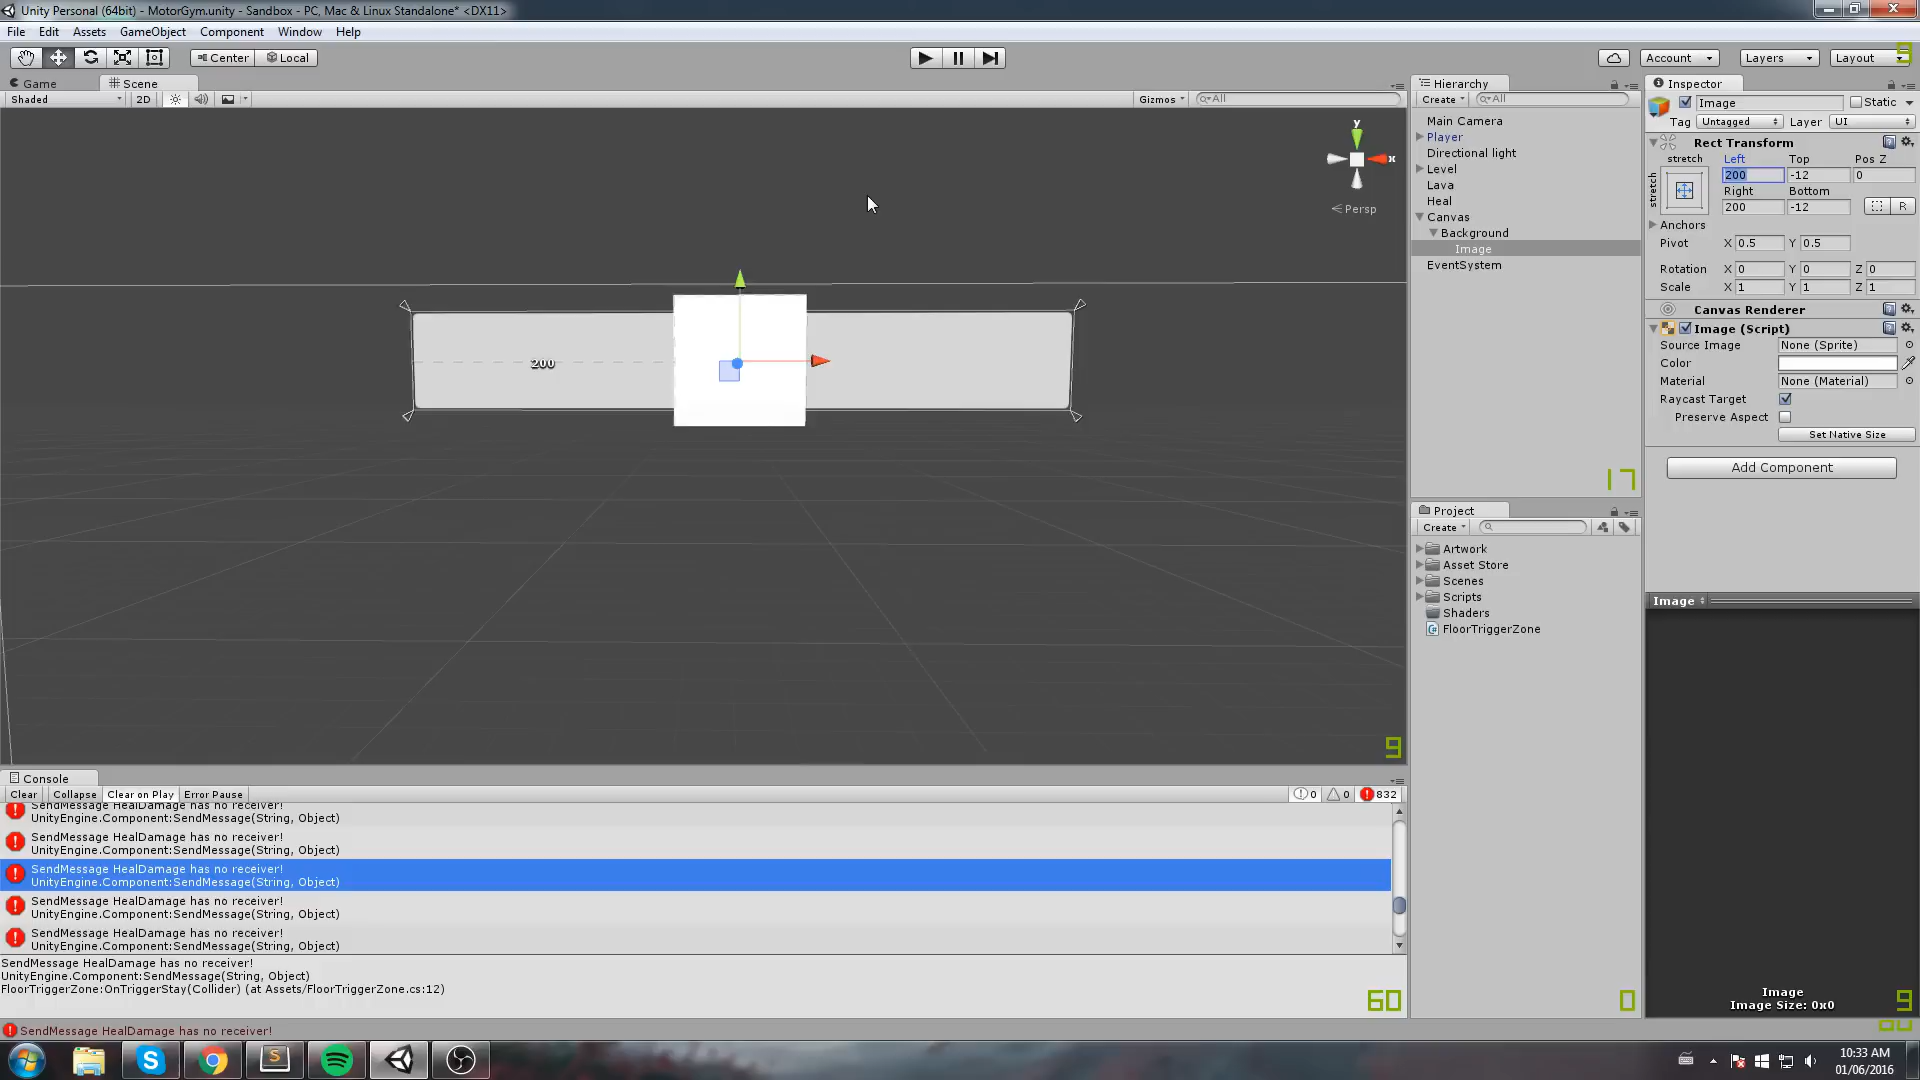 Unity Personal (64bit) - MotorGym.unity - Sandbox - PC, Mac & Linux Standalone* <DX11>
File Edit Assets GameObject Component Window Help
Center Local Account Layers Layout
Game Scene
Shaded 2D Gizmos All
y
x
Persp
200
Hierarchy
Create All
Main Camera
Player
Directional light
Level
Lava
Heal
Canvas
Background
Image
EventSystem
17
Inspector
Image Static
Tag Untagged Layer UI
Rect Transform
stretch Left Top Pos Z
stretch 200 -12 0
Right Bottom
200 -12 R
Anchors
Pivot X 0.5 Y 0.5
Rotation X 0 Y 0 Z 0
Scale X 1 Y 1 Z 1
Canvas Renderer
Image (Script)
Source Image None (Sprite)
Color
Material None (Material)
Raycast Target
Preserve Aspect
Set Native Size
Add Component
Project
Create
Artwork
Asset Store
Scenes
Scripts
Shaders
FloorTriggerZone
0
Image
Image
Image Size: 0x0
9
9
Console
Clear Collapse Clear on Play Error Pause 0 0 832
SendMessage HealDamage has no receiver!
UnityEngine.Component:SendMessage(String, Object)
SendMessage HealDamage has no receiver!
UnityEngine.Component:SendMessage(String, Object)
SendMessage HealDamage has no receiver!
UnityEngine.Component:SendMessage(String, Object)
SendMessage HealDamage has no receiver!
UnityEngine.Component:SendMessage(String, Object)
SendMessage HealDamage has no receiver!
UnityEngine.Component:SendMessage(String, Object)
SendMessage HealDamage has no receiver!
UnityEngine.Component:SendMessage(String, Object)
FloorTriggerZone:OnTriggerStay(Collider) (at Assets/FloorTriggerZone.cs:12)
60
SendMessage HealDamage has no receiver!
10:33 AM
01/06/2016